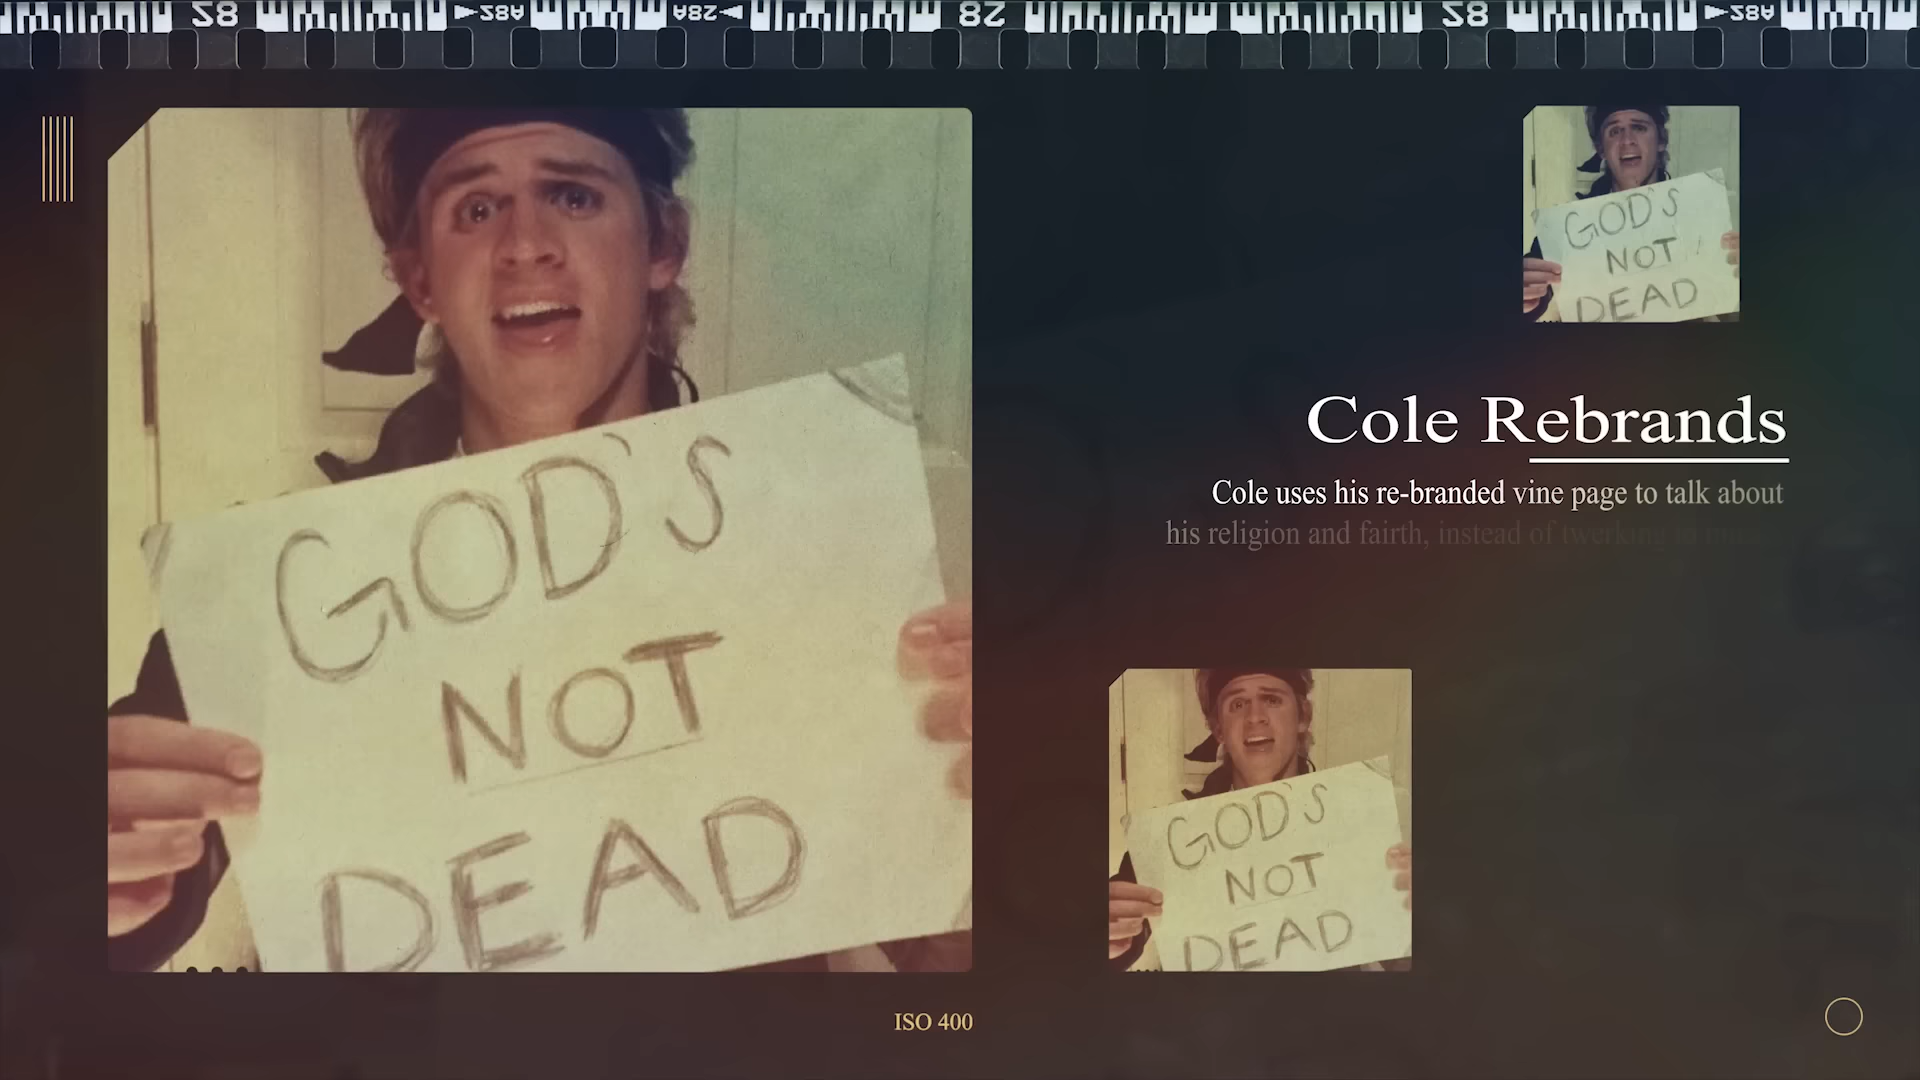 28 28A 28A 28 28 28A
GOD'S
NOT
DEAD
GOD'S
NOT
DEAD
Cole Rebrands
Cole uses his re-branded vine page to talk about
his religion and fairth, instead of twerking
GOD'S
NOT
DEAD
ISO 400